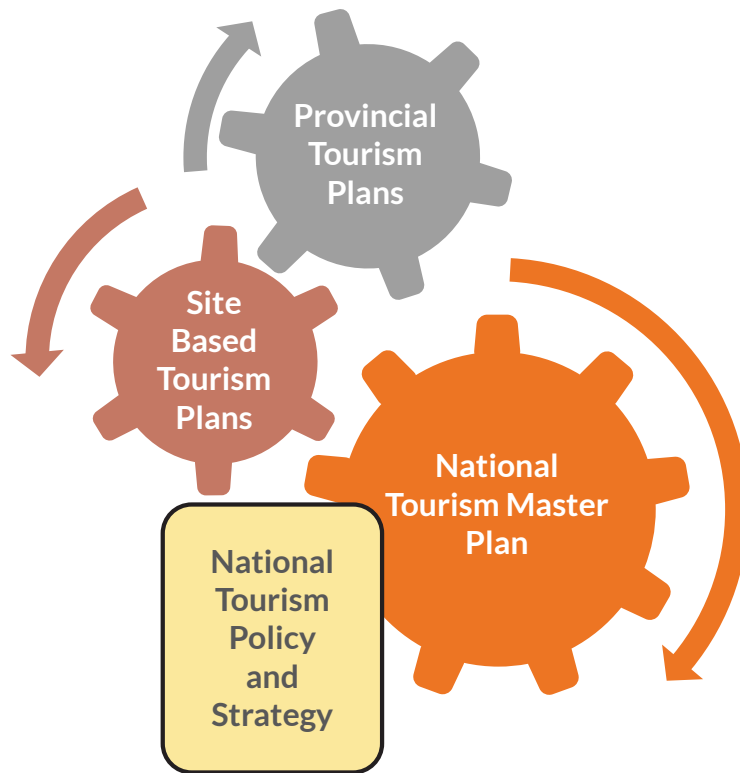 Provincial
Tourism
Plans
Site
Based
Tourism
Plans
National
Tourism Master
Plan
National
Tourism
Policy
and
Strategy